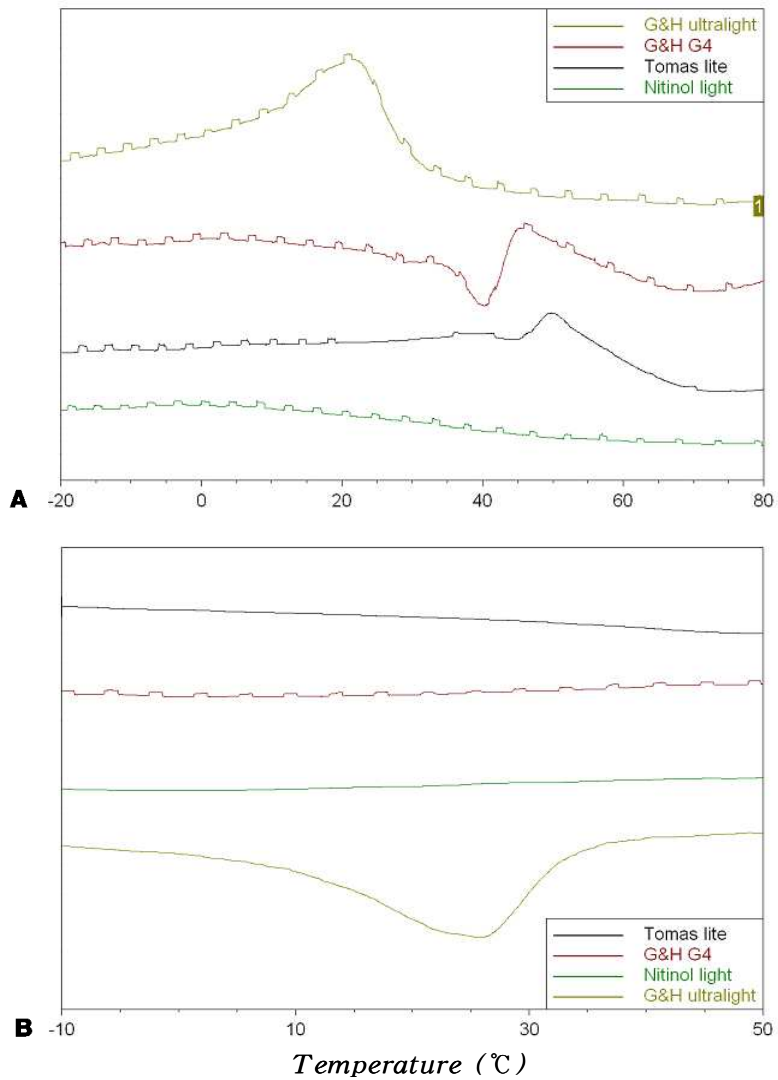 G&H ultralight
G&H G4
Tomas lite
Nitinol light
1
A
-20 0 20 40 60 80
Tomas lite
G&H G4
Nitinol light
G&H ultralight
B
-10 10 30 50
Temperature (℃)